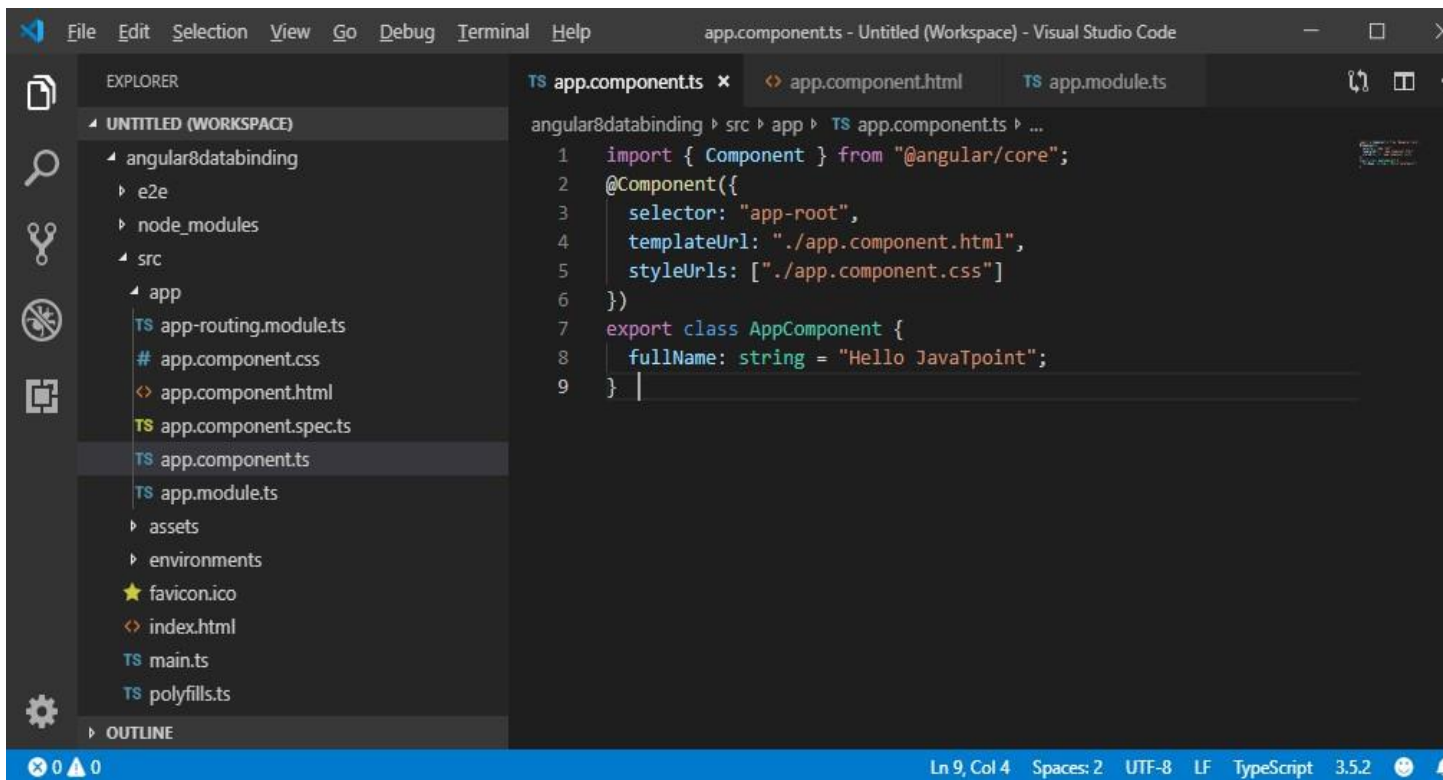 File Edit Selection View Go Debug Terminal Help app.component.ts - Untitled (Workspace) - Visual Studio Code
EXPLORER
UNTITLED (WORKSPACE)
angular8databinding
e2e
node_modules
src
app
TS app-routing.module.ts
# app.component.css
<> app.component.html
TS app.component.spec.ts
TS app.component.ts
TS app.module.ts
assets
environments
favicon.ico
<> index.html
TS main.ts
TS polyfills.ts
OUTLINE
TS app.component.ts × <> app.component.html TS app.module.ts
angular8databinding ▸ src ▸ app ▸ TS app.component.ts ▸ ...
1 import { Component } from "@angular/core";
2 @Component({
3   selector: "app-root",
4   templateUrl: "./app.component.html",
5   styleUrls: ["./app.component.css"]
6 })
7 export class AppComponent {
8   fullName: string = "Hello JavaTpoint";
9 }
0 0 Ln 9, Col 4 Spaces: 2 UTF-8 LF TypeScript 3.5.2